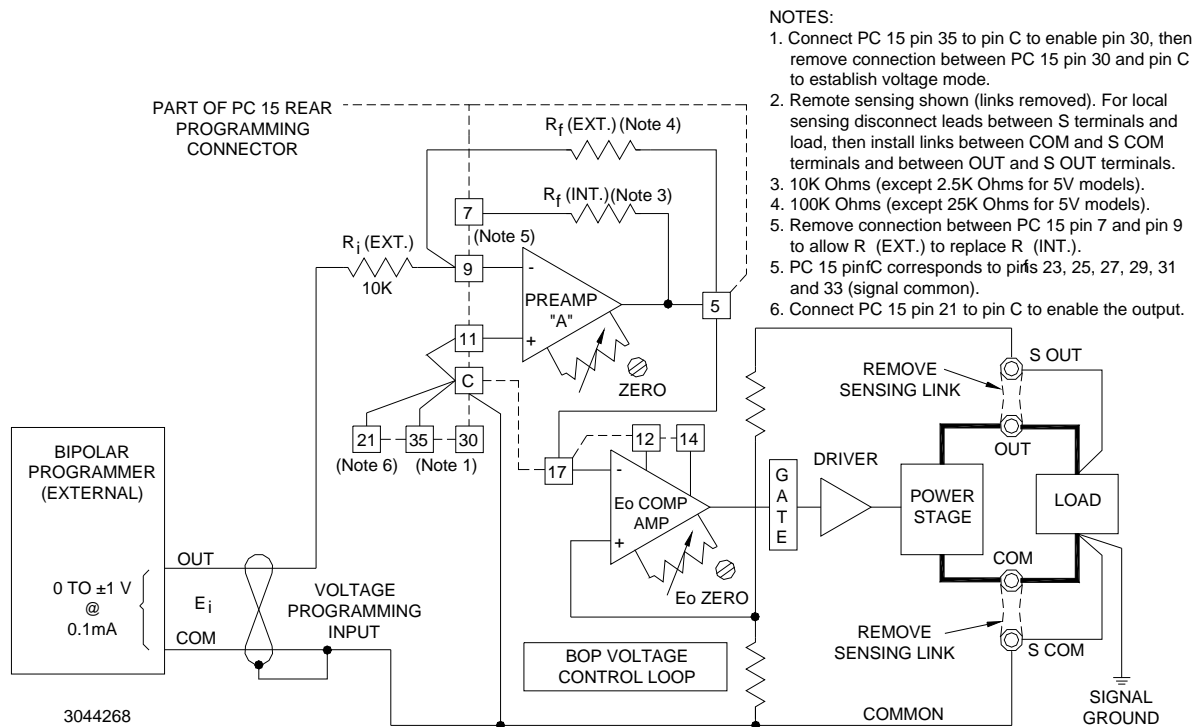 NOTES:
1. Connect PC 15 pin 35 to pin C to enable pin 30, then
remove connection between PC 15 pin 30 and pin C
to establish voltage mode.
2. Remote sensing shown (links removed). For local
sensing disconnect leads between S terminals and
load, then install links between COM and S COM
terminals and between OUT and S OUT terminals.
3. 10K Ohms (except 2.5K Ohms for 5V models).
4. 100K Ohms (except 25K Ohms for 5V models).
5. Remove connection between PC 15 pin 7 and pin 9
to allow R (EXT.) to replace R (INT.).
5. PC 15 pinfC corresponds to pinfs 23, 25, 27, 29, 31
and 33 (signal common).
6. Connect PC 15 pin 21 to pin C to enable the output.
PART OF PC 15 REAR
PROGRAMMING
CONNECTOR
Rf (EXT.) (Note 4)
Rf (INT.) (Note 3)
7
(Note 5)
Ri (EXT.)
10K
9
-
PREAMP
"A"
+
5
11
ZERO
C
21
35
30
(Note 6)
(Note 1)
12
14
17
-
Eo COMP
AMP
+
Eo ZERO
GATE
DRIVER
POWER
STAGE
LOAD
REMOVE
SENSING LINK
S OUT
OUT
COM
REMOVE
SENSING LINK
S COM
BIPOLAR
PROGRAMMER
(EXTERNAL)
OUT
0 TO ±1 V
@
0.1mA
Ei
COM
VOLTAGE
PROGRAMMING
INPUT
BOP VOLTAGE
CONTROL LOOP
COMMON
SIGNAL
GROUND
3044268